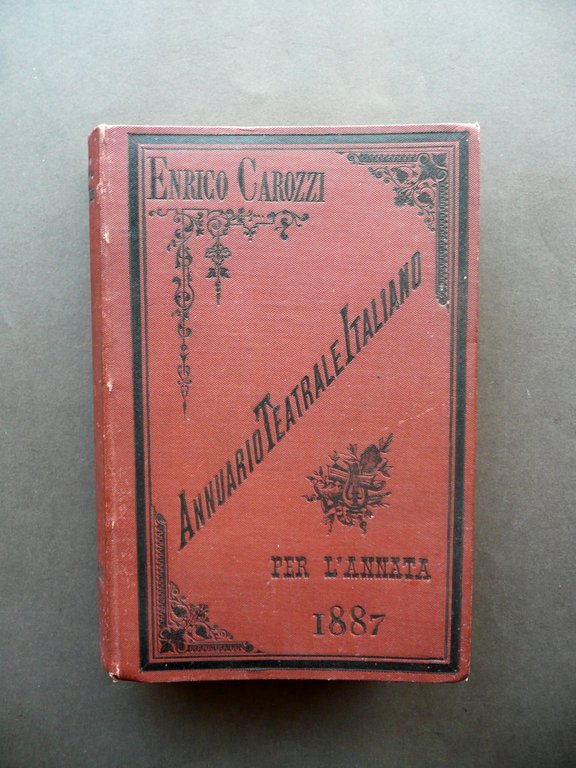 ENRICO CAROZZI
ANNUARIO TEATRALE ITALIANO
PER L'ANNATA
1887